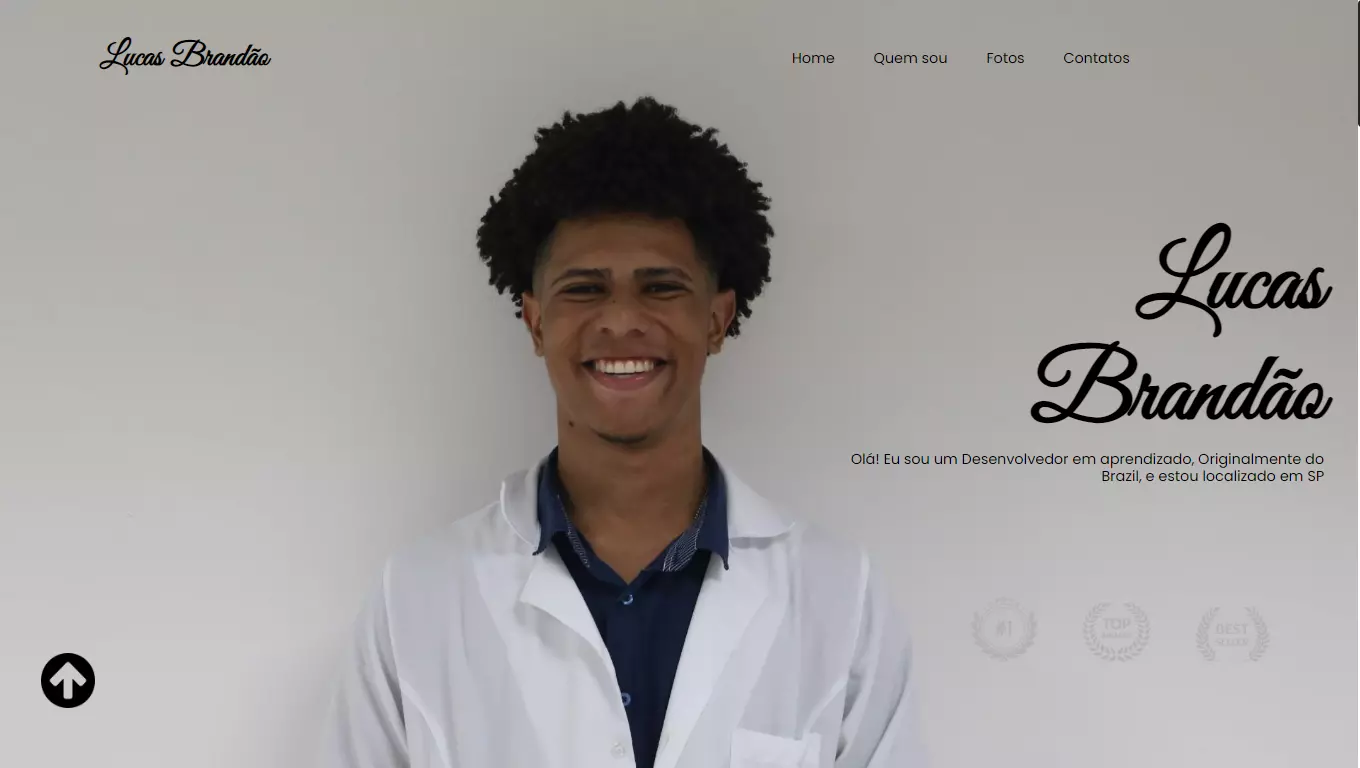 Lucas Brandão
Home Quem sou Fotos Contatos
Lucas
Brandão
Olá! Eu sou um Desenvolvedor em aprendizado, Originalmente do
Brazil, e estou localizado em SP
#1 TOP BEST
SELLER